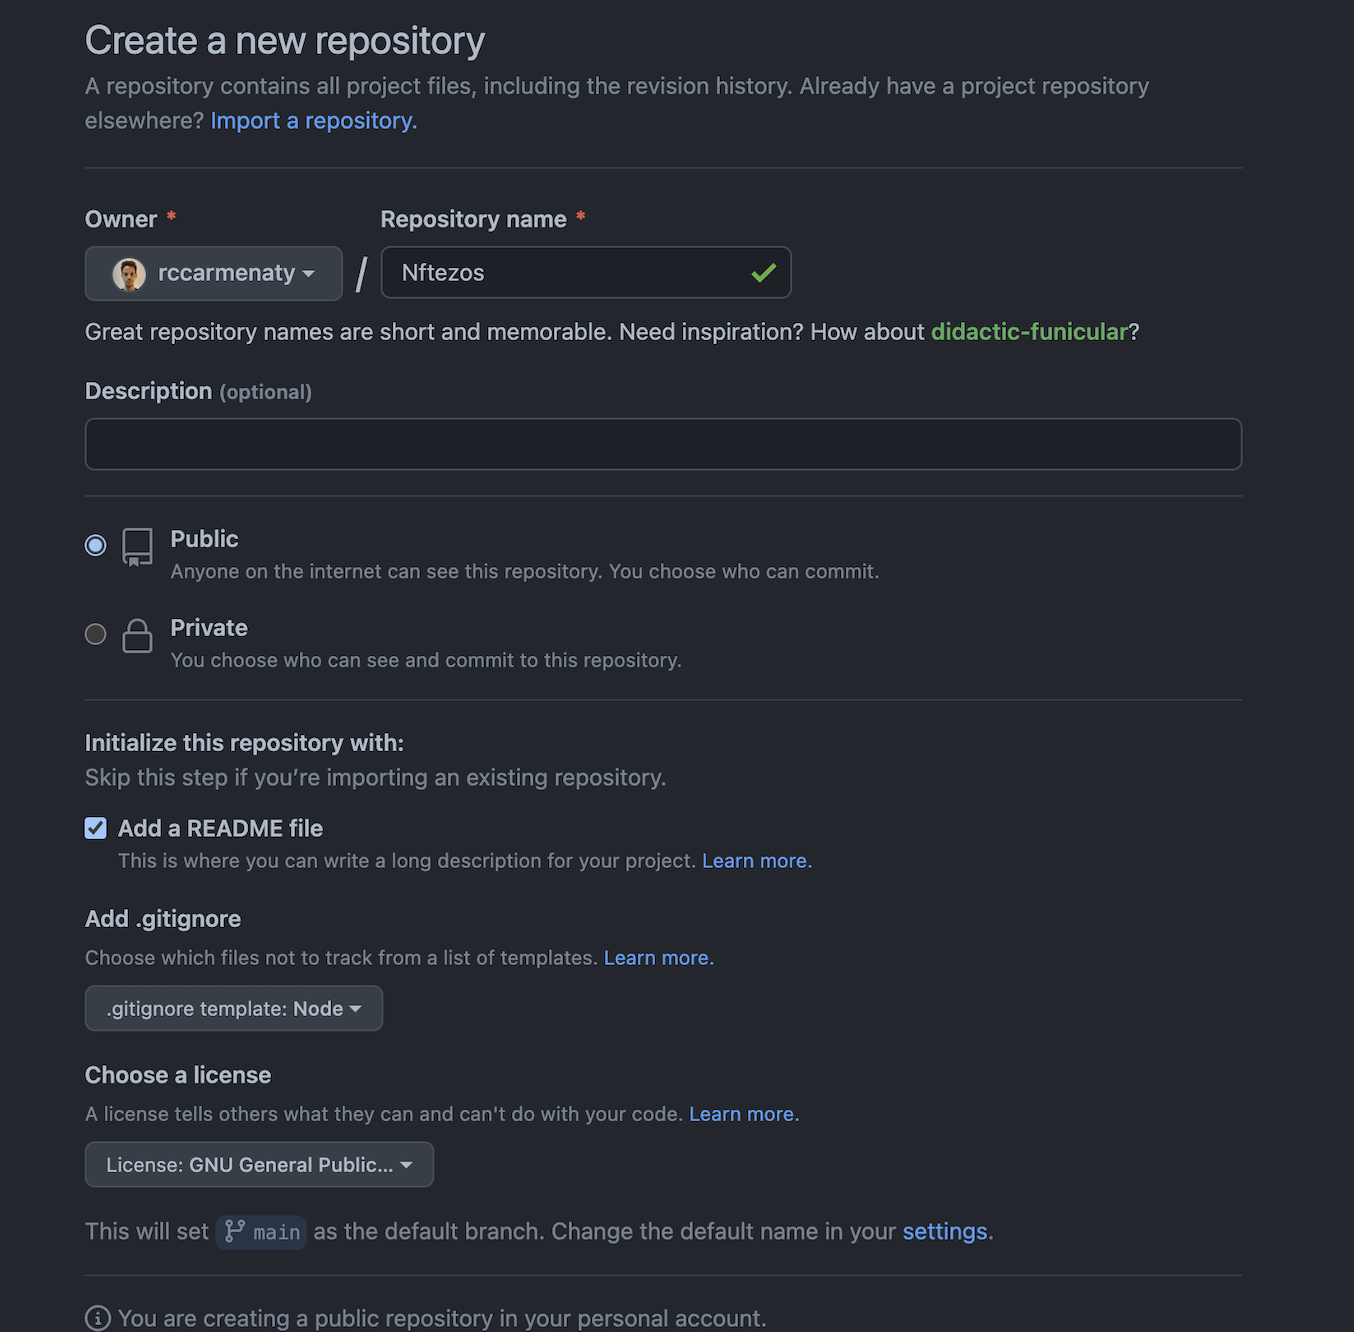 Create a new repository
A repository contains all project files, including the revision history. Already have a project repository
elsewhere? Import a repository.
Owner * Repository name *
rccarmenaty / Nftezos
Great repository names are short and memorable. Need inspiration? How about didactic-funicular?
Description (optional)
Public
Anyone on the internet can see this repository. You choose who can commit.
Private
You choose who can see and commit to this repository.
Initialize this repository with:
Skip this step if you’re importing an existing repository.
Add a README file
This is where you can write a long description for your project. Learn more.
Add .gitignore
Choose which files not to track from a list of templates. Learn more.
.gitignore template: Node
Choose a license
A license tells others what they can and can't do with your code. Learn more.
License: GNU General Public...
This will set main as the default branch. Change the default name in your settings.
You are creating a public repository in your personal account.